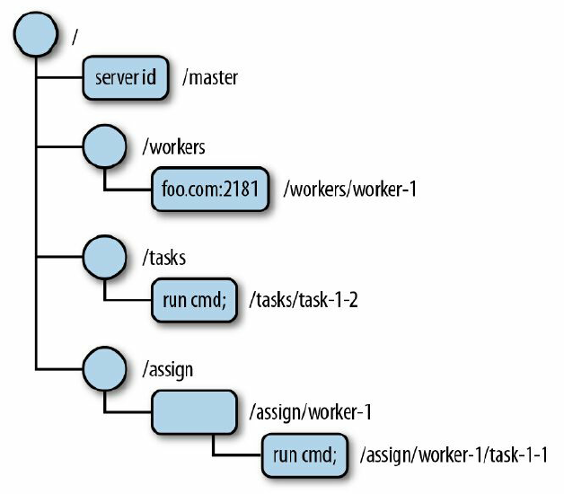 /
server id /master
/workers
foo.com:2181 /workers/worker-1
/tasks
run cmd; /tasks/task-1-2
/assign
/assign/worker-1
run cmd; /assign/worker-1/task-1-1